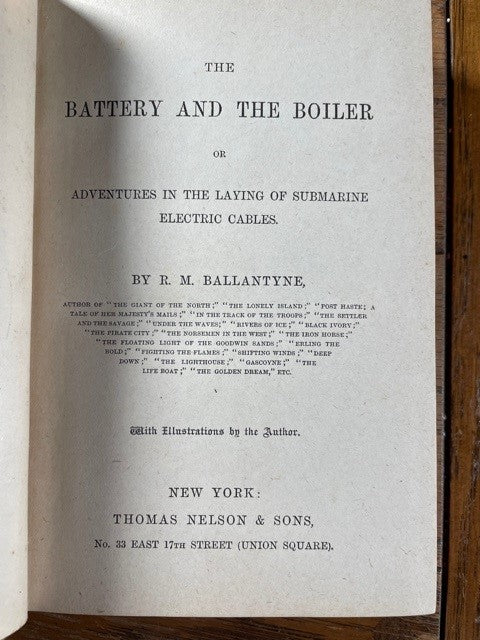 THE
BATTERY AND THE BOILER
OR
ADVENTURES IN THE LAYING OF SUBMARINE
ELECTRIC CABLES.
BY R. M. BALLANTYNE,
AUTHOR OF "THE GIANT OF THE NORTH;" "THE LONELY ISLAND;" "POST HASTE; A
TALE OF HER MAJESTY'S MAILS;" "IN THE TRACK OF THE TROOPS;" "THE SETTLER
AND THE SAVAGE;" "UNDER THE WAVES;" "RIVERS OF ICE;" "BLACK IVORY;"
"THE PIRATE CITY;" "THE NORSEMEN IN THE WEST;" "THE IRON HORSE;"
"THE FLOATING LIGHT OF THE GOODWIN SANDS;" "ERLING THE
BOLD;" "FIGHTING THE FLAMES;" "SHIFTING WINDS;" "DEEP
DOWN;" "THE LIGHTHOUSE;" "GASCOYNE;" "THE
LIFE BOAT;" "THE GOLDEN DREAM," ETC.
With Illustrations by the Author.
NEW YORK:
THOMAS NELSON & SONS,
No. 33 EAST 17TH STREET (UNION SQUARE).